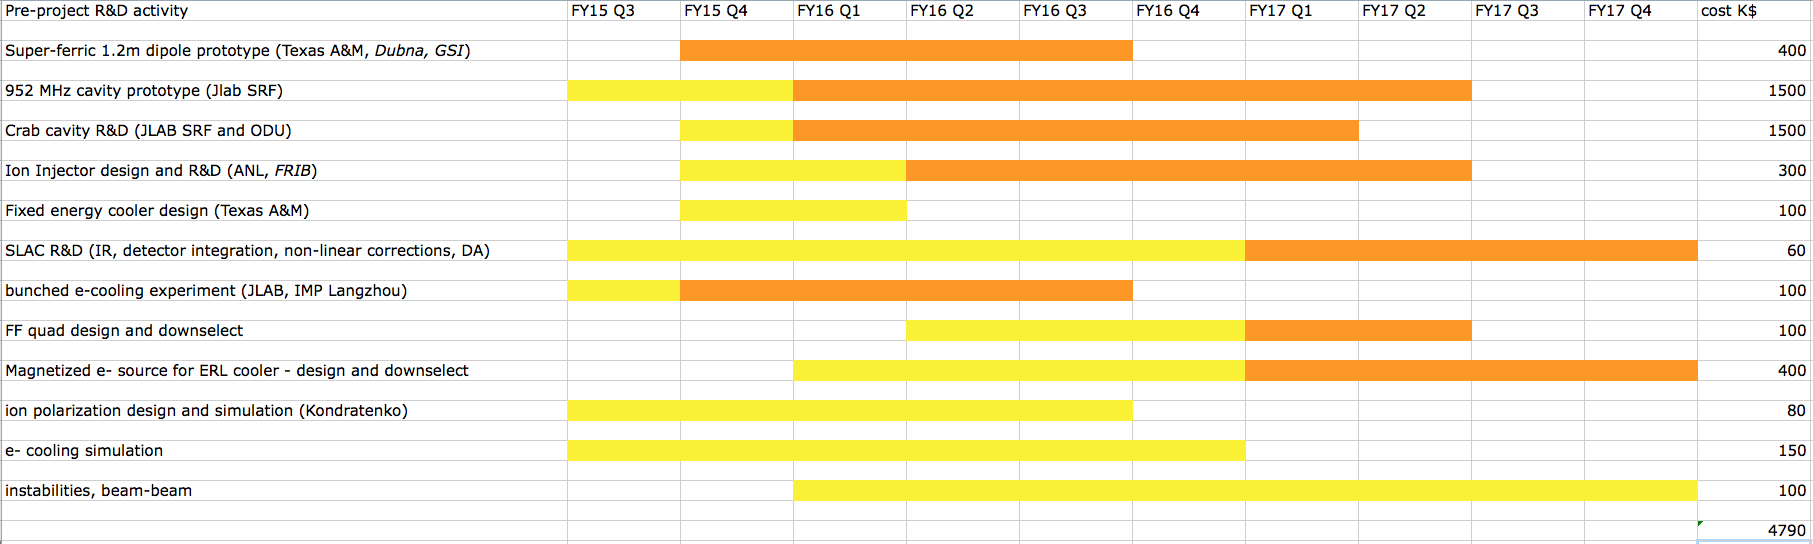 Pre-project R&D activity FY15 Q3 FY15 Q4 FY16 Q1 FY16 Q2 FY16 Q3 FY16 Q4 FY17 Q1 FY17 Q2 FY17 Q3 FY17 Q4 cost K$
Super-ferric 1.2m dipole prototype (Texas A&M, Dubna, GSI) 400
952 MHz cavity prototype (Jlab SRF) 1500
Crab cavity R&D (JLAB SRF and ODU) 1500
Ion Injector design and R&D (ANL, FRIB) 300
Fixed energy cooler design (Texas A&M) 100
SLAC R&D (IR, detector integration, non-linear corrections, DA) 60
bunched e-cooling experiment (JLAB, IMP Langzhou) 100
FF quad design and downselect 100
Magnetized e- source for ERL cooler - design and downselect 400
ion polarization design and simulation (Kondratenko) 80
e- cooling simulation 150
instabilities, beam-beam 100
4790